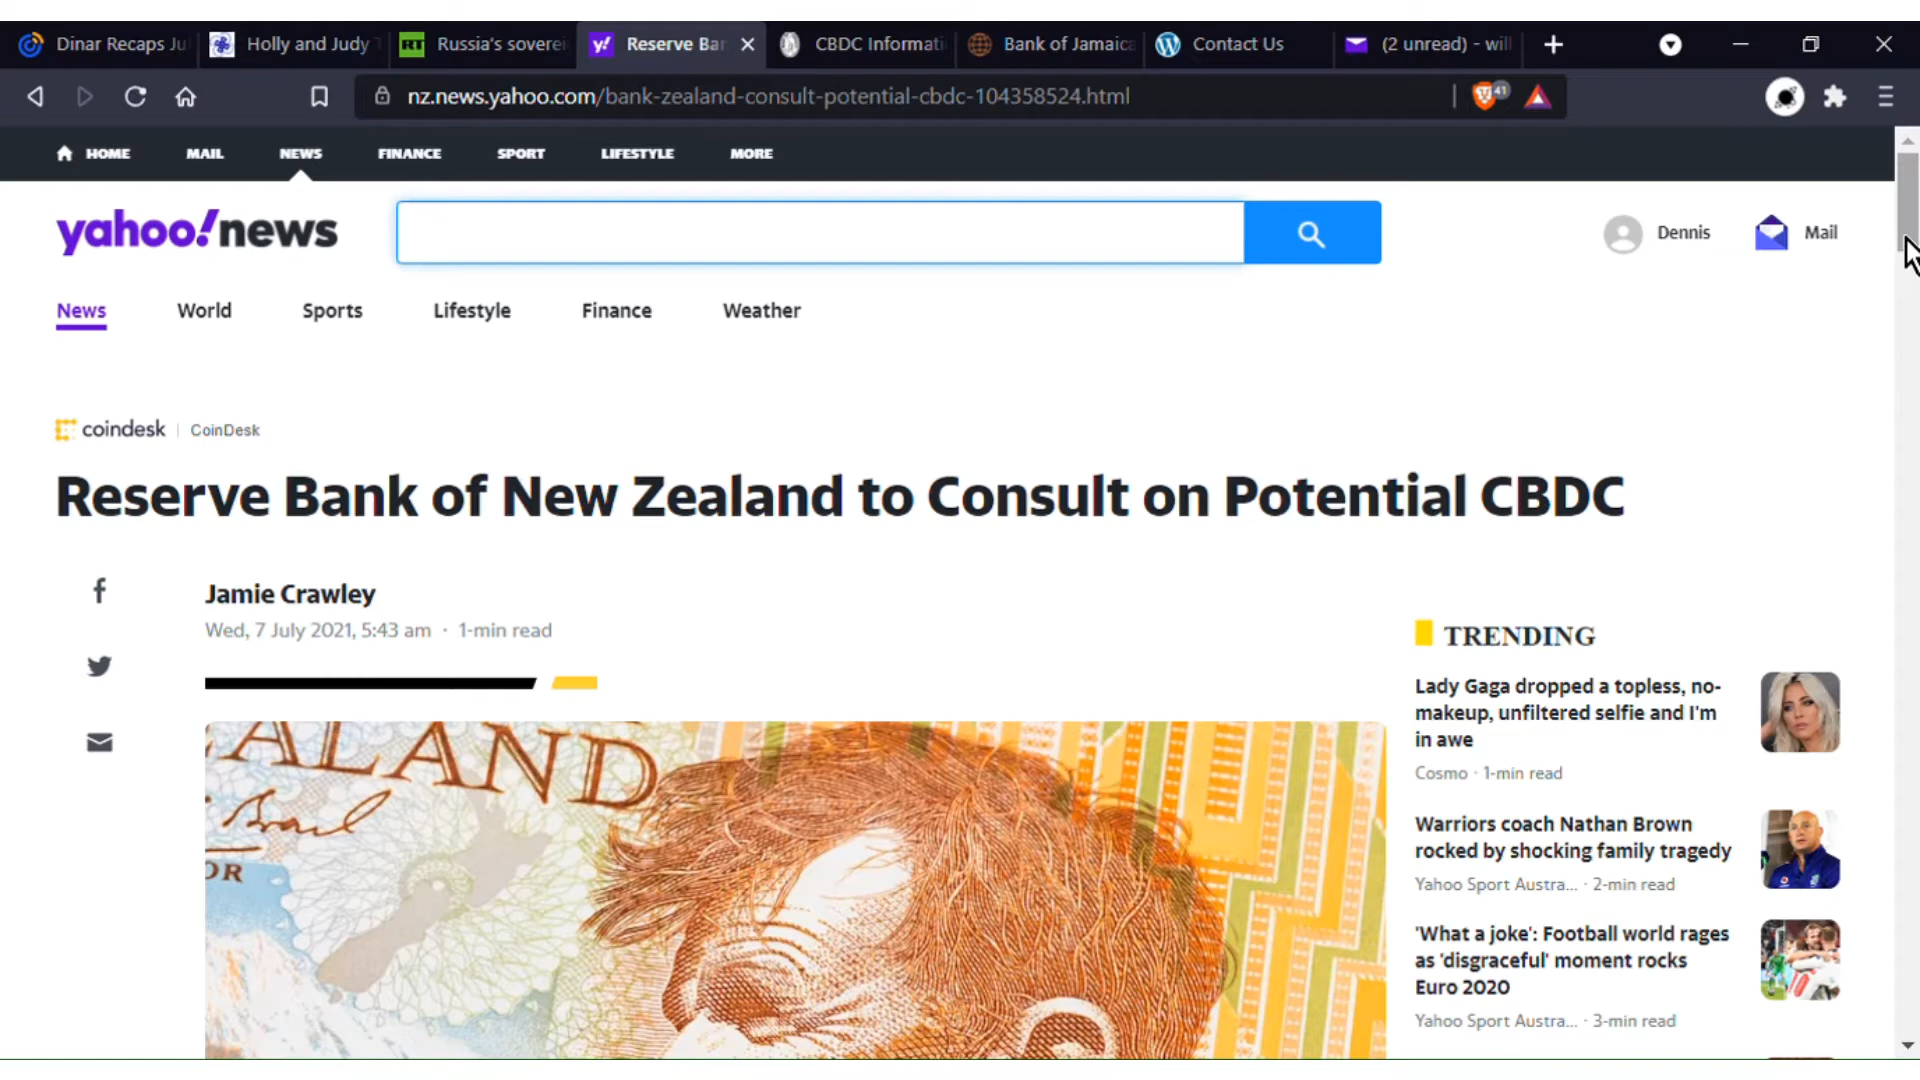 Dinar Recaps Ju
Holly and Judy
RT
Russia's soverei
y!
Reserve Ba
CBDC Informati
Bank of Jamaica
Contact Us
(2 unread) - will
nz.news.yahoo.com/bank-zealand-consult-potential-cbdc-104358524.html
41
HOME
MAIL
NEWS
FINANCE
SPORT
LIFESTYLE
MORE
yahoo!news
Dennis
Mail
News
World
Sports
Lifestyle
Finance
Weather
coindesk
CoinDesk
Reserve Bank of New Zealand to Consult on Potential CBDC
Jamie Crawley
Wed, 7 July 2021, 5:43 am · 1-min read
TRENDING
Lady Gaga dropped a topless, no-
makeup, unfiltered selfie and I'm
in awe
Cosmo · 1-min read
Warriors coach Nathan Brown
rocked by shocking family tragedy
Yahoo Sport Austra... · 2-min read
'What a joke': Football world rages
as 'disgraceful' moment rocks
Euro 2020
Yahoo Sport Austra... · 3-min read
EALAND
OR